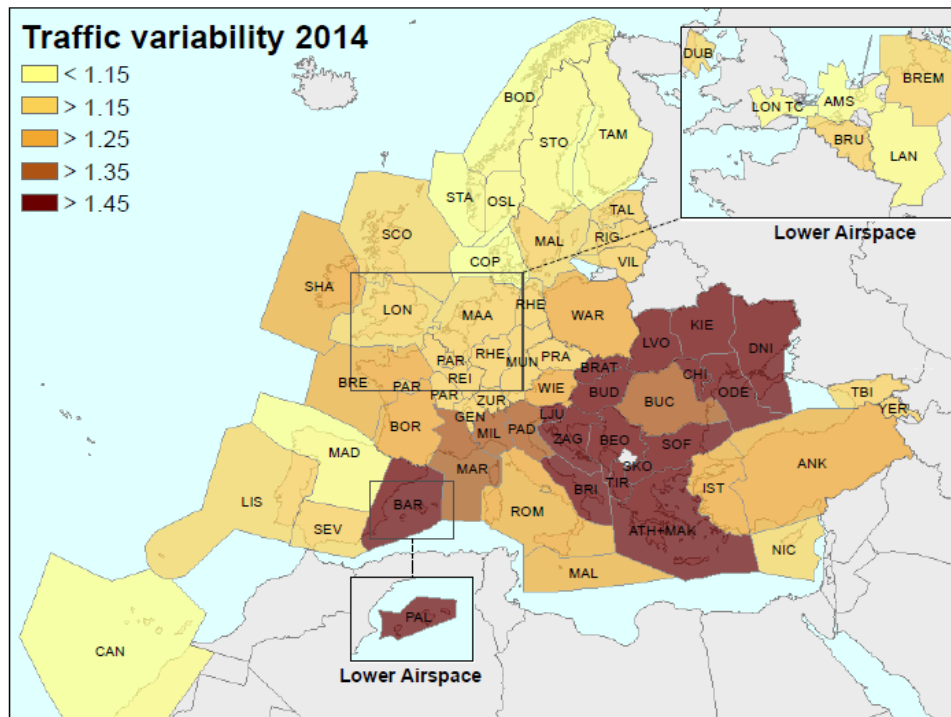 Traffic variability 2014
< 1.15
> 1.15
> 1.25
> 1.35
> 1.45
DUB
BREM
LON TC
AMS
BRU
LAN
Lower Airspace
BOD
STO
TAM
STA
OSL
TAL
SCO
MAL
RIG
COP
VIL
SHA
LON
MAA
RHE
WAR
KIE
LVO
DNI
PAR
RHE
MUN
PRA
BRAT
CHI
BRE
PAR
REI
WIE
BUD
ODE
TBI
PAR
ZUR
BUC
YER
GEN
LJU
BOR
MIL
PAD
ZAG
BEO
SOF
MAD
MAR
SKO
ANK
LIS
BAR
BRI
TIR
IST
SEV
ROM
ATH+MAK
NIC
MAL
PAL
CAN
Lower Airspace